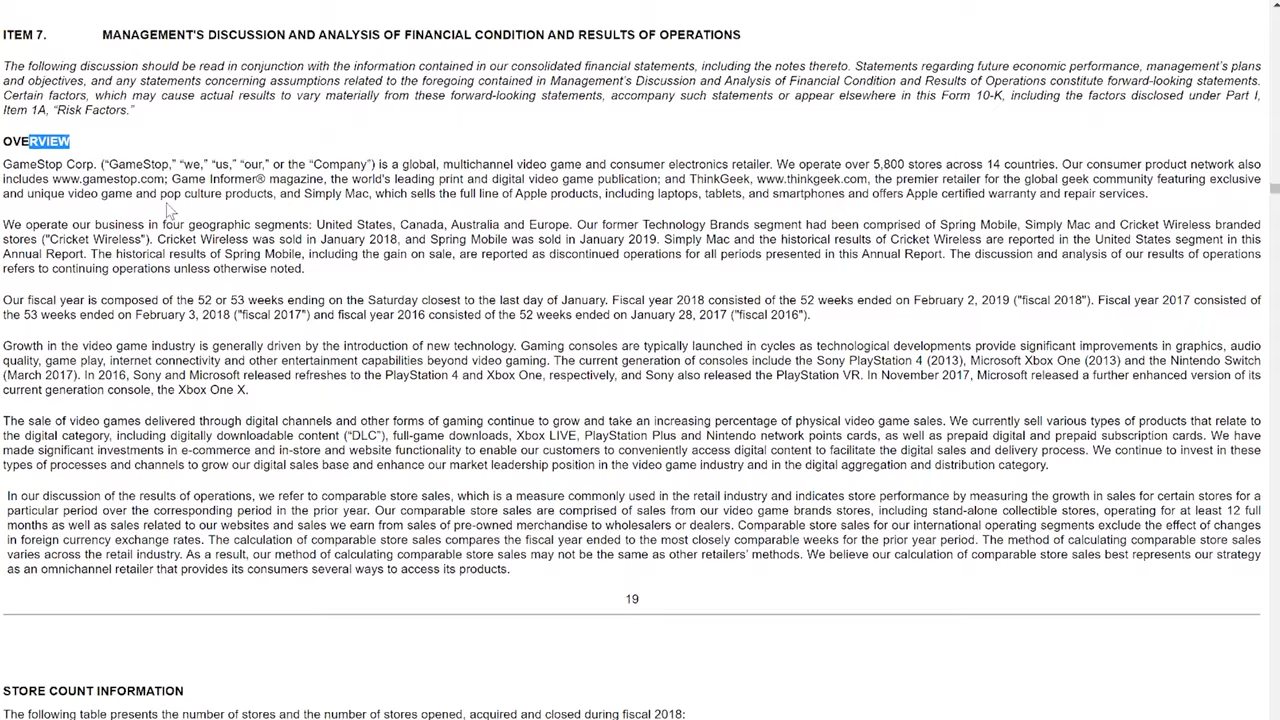 ITEM 7. MANAGEMENT'S DISCUSSION AND ANALYSIS OF FINANCIAL CONDITION AND RESULTS OF OPERATIONS
The following discussion should be read in conjunction with the information contained in our consolidated financial statements, including the notes thereto. Statements regarding future economic performance, management's plans
and objectives, and any statements concerning assumptions related to the foregoing contained in Management's Discussion and Analysis of Financial Condition and Results of Operations constitute forward-looking statements.
Certain factors, which may cause actual results to vary materially from these forward-looking statements, accompany such statements or appear elsewhere in this Form 10-K, including the factors disclosed under Part I,
Item 1A, “Risk Factors.”
OVERVIEW
GameStop Corp. (“GameStop,” “we,” “us,” “our,” or the “Company”) is a global, multichannel video game and consumer electronics retailer. We operate over 5,800 stores across 14 countries. Our consumer product network also
includes www.gamestop.com; Game Informer® magazine, the world's leading print and digital video game publication; and ThinkGeek, www.thinkgeek.com, the premier retailer for the global geek community featuring exclusive
and unique video game and pop culture products, and Simply Mac, which sells the full line of Apple products, including laptops, tablets, and smartphones and offers Apple certified warranty and repair services.
We operate our business in four geographic segments: United States, Canada, Australia and Europe. Our former Technology Brands segment had been comprised of Spring Mobile, Simply Mac and Cricket Wireless branded
stores ("Cricket Wireless"). Cricket Wireless was sold in January 2018, and Spring Mobile was sold in January 2019. Simply Mac and the historical results of Cricket Wireless are reported in the United States segment in this
Annual Report. The historical results of Spring Mobile, including the gain on sale, are reported as discontinued operations for all periods presented in this Annual Report. The discussion and analysis of our results of operations
refers to continuing operations unless otherwise noted.
Our fiscal year is composed of the 52 or 53 weeks ending on the Saturday closest to the last day of January. Fiscal year 2018 consisted of the 52 weeks ended on February 2, 2019 ("fiscal 2018"). Fiscal year 2017 consisted of
the 53 weeks ended on February 3, 2018 ("fiscal 2017") and fiscal year 2016 consisted of the 52 weeks ended on January 28, 2017 ("fiscal 2016").
Growth in the video game industry is generally driven by the introduction of new technology. Gaming consoles are typically launched in cycles as technological developments provide significant improvements in graphics, audio
quality, game play, internet connectivity and other entertainment capabilities beyond video gaming. The current generation of consoles include the Sony PlayStation 4 (2013), Microsoft Xbox One (2013) and the Nintendo Switch
(March 2017). In 2016, Sony and Microsoft released refreshes to the PlayStation 4 and Xbox One, respectively, and Sony also released the PlayStation VR. In November 2017, Microsoft released a further enhanced version of its
current generation console, the Xbox One X.
The sale of video games delivered through digital channels and other forms of gaming continue to grow and take an increasing percentage of physical video game sales. We currently sell various types of products that relate to
the digital category, including digitally downloadable content (“DLC”), full-game downloads, Xbox LIVE, PlayStation Plus and Nintendo network points cards, as well as prepaid digital and prepaid subscription cards. We have
made significant investments in e-commerce and in-store and website functionality to enable our customers to conveniently access digital content to facilitate the digital sales and delivery process. We continue to invest in these
types of processes and channels to grow our digital sales base and enhance our market leadership position in the video game industry and in the digital aggregation and distribution category.
In our discussion of the results of operations, we refer to comparable store sales, which is a measure commonly used in the retail industry and indicates store performance by measuring the growth in sales for certain stores for a
particular period over the corresponding period in the prior year. Our comparable store sales are comprised of sales from our video game brands stores, including stand-alone collectible stores, operating for at least 12 full
months as well as sales related to our websites and sales we earn from sales of pre-owned merchandise to wholesalers or dealers. Comparable store sales for our international operating segments exclude the effect of changes
in foreign currency exchange rates. The calculation of comparable store sales compares the fiscal year ended to the most closely comparable weeks for the prior year period. The method of calculating comparable store sales
varies across the retail industry. As a result, our method of calculating comparable store sales may not be the same as other retailers' methods. We believe our calculation of comparable store sales best represents our strategy
as an omnichannel retailer that provides its consumers several ways to access its products.
19
STORE COUNT INFORMATION
The following table presents the number of stores and the number of stores opened, acquired and closed during fiscal 2018: